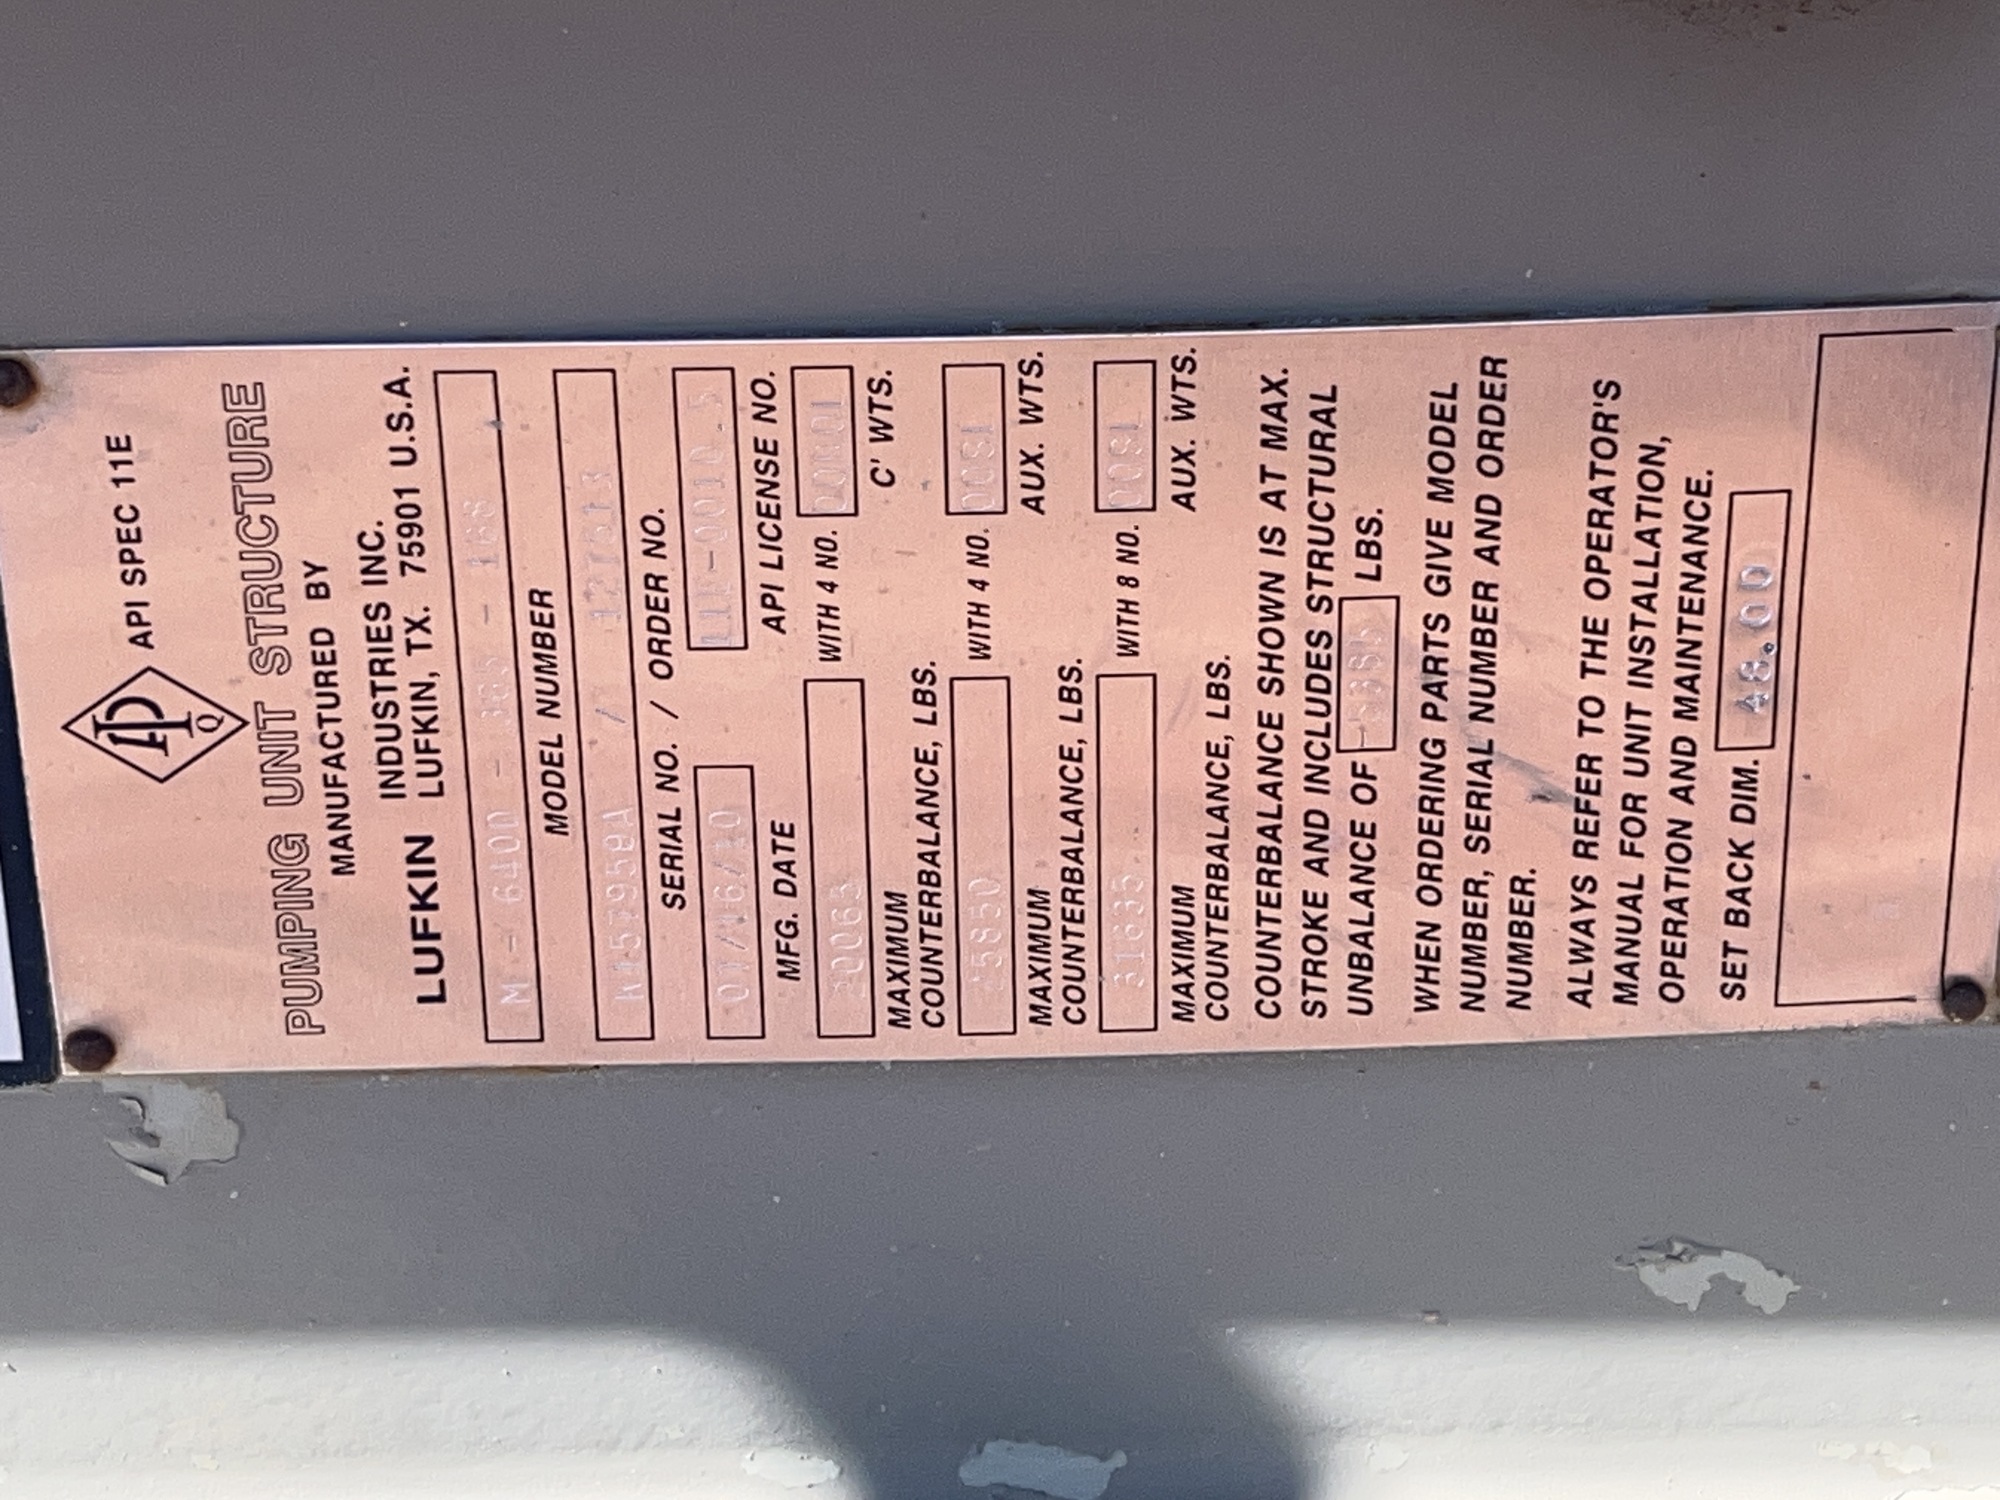 API
Q
API SPEC 11E
PUMPING UNIT STRUCTURE
MANUFACTURED BY
LUFKIN INDUSTRIES INC.
LUFKIN, TX. 75901 U.S.A.
MODEL NUMBER
SERIAL NO. / ORDER NO.
MFG. DATE API LICENSE NO.
WITH 4 NO.
MAXIMUM C' WTS.
COUNTERBALANCE, LBS.
WITH 4 NO.
MAXIMUM AUX. WTS.
COUNTERBALANCE, LBS.
31635 WITH 8 NO.
MAXIMUM AUX. WTS.
COUNTERBALANCE, LBS.
COUNTERBALANCE SHOWN IS AT MAX.
STROKE AND INCLUDES STRUCTURAL
UNBALANCE OF LBS.
WHEN ORDERING PARTS GIVE MODEL
NUMBER, SERIAL NUMBER AND ORDER
NUMBER.
ALWAYS REFER TO THE OPERATOR'S
MANUAL FOR UNIT INSTALLATION,
OPERATION AND MAINTENANCE.
SET BACK DIM. 48.00